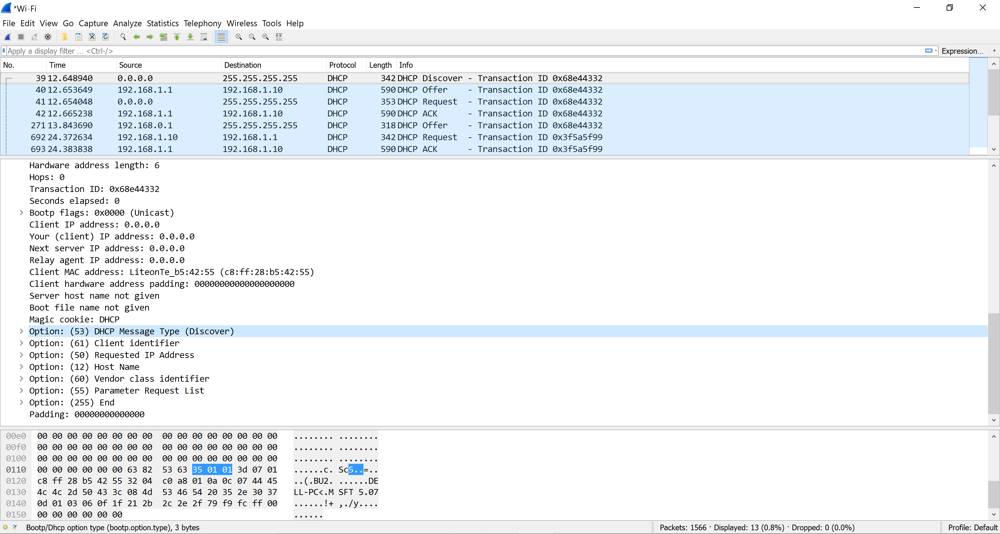 *Wi-Fi
File Edit View Go Capture Analyze Statistics Telephony Wireless Tools Help
Apply a display filter ... <Ctrl-/> Expression... +
No. Time Source Destination Protocol Length Info
39 12.648940 0.0.0.0 255.255.255.255 DHCP 342 DHCP Discover - Transaction ID 0x68e44332
40 12.653649 192.168.1.1 192.168.1.10 DHCP 590 DHCP Offer - Transaction ID 0x68e44332
41 12.654048 0.0.0.0 255.255.255.255 DHCP 353 DHCP Request - Transaction ID 0x68e44332
42 12.665238 192.168.1.1 192.168.1.10 DHCP 590 DHCP ACK - Transaction ID 0x68e44332
271 13.843690 192.168.0.1 255.255.255.255 DHCP 318 DHCP Offer - Transaction ID 0x68e44332
692 24.372634 192.168.1.10 192.168.1.1 DHCP 342 DHCP Request - Transaction ID 0x3f5a5f99
693 24.383838 192.168.1.1 192.168.1.10 DHCP 590 DHCP ACK - Transaction ID 0x3f5a5f99
Hardware address length: 6
Hops: 0
Transaction ID: 0x68e44332
Seconds elapsed: 0
Bootp flags: 0x0000 (Unicast)
Client IP address: 0.0.0.0
Your (client) IP address: 0.0.0.0
Next server IP address: 0.0.0.0
Relay agent IP address: 0.0.0.0
Client MAC address: LiteonTe_b5:42:55 (c8:ff:28:b5:42:55)
Client hardware address padding: 00000000000000000000
Server host name not given
Boot file name not given
Magic cookie: DHCP
Option: (53) DHCP Message Type (Discover)
Option: (61) Client identifier
Option: (50) Requested IP Address
Option: (12) Host Name
Option: (60) Vendor class identifier
Option: (55) Parameter Request List
Option: (255) End
Padding: 00000000000000
00e0 00 00 00 00 00 00 00 00 00 00 00 00 00 00 00 00 ........ ........
00f0 00 00 00 00 00 00 00 00 00 00 00 00 00 00 00 00 ........ ........
0100 00 00 00 00 00 00 00 00 00 00 00 00 00 00 00 00 ........ ........
0110 00 00 00 00 00 00 63 82 53 63 35 01 01 3d 07 01 ......c. Sc5..=..
0120 c8 ff 28 b5 42 55 32 04 c0 a8 01 0a 0c 07 44 45 ..(.BU2. ......DE
0130 4c 4c 2d 50 43 3c 08 4d 53 46 54 20 35 2e 30 37 LL-PC<.M SFT 5.07
0140 0d 01 03 06 0f 1f 21 2b 2c 2e 2f 79 f9 fc ff 00 ......!+ ,./y....
0150 00 00 00 00 00 00 ......
Bootp/Dhcp option type (bootp.option.type), 3 bytes Packets: 1566 · Displayed: 13 (0.8%) · Dropped: 0 (0.0%) Profile: Default